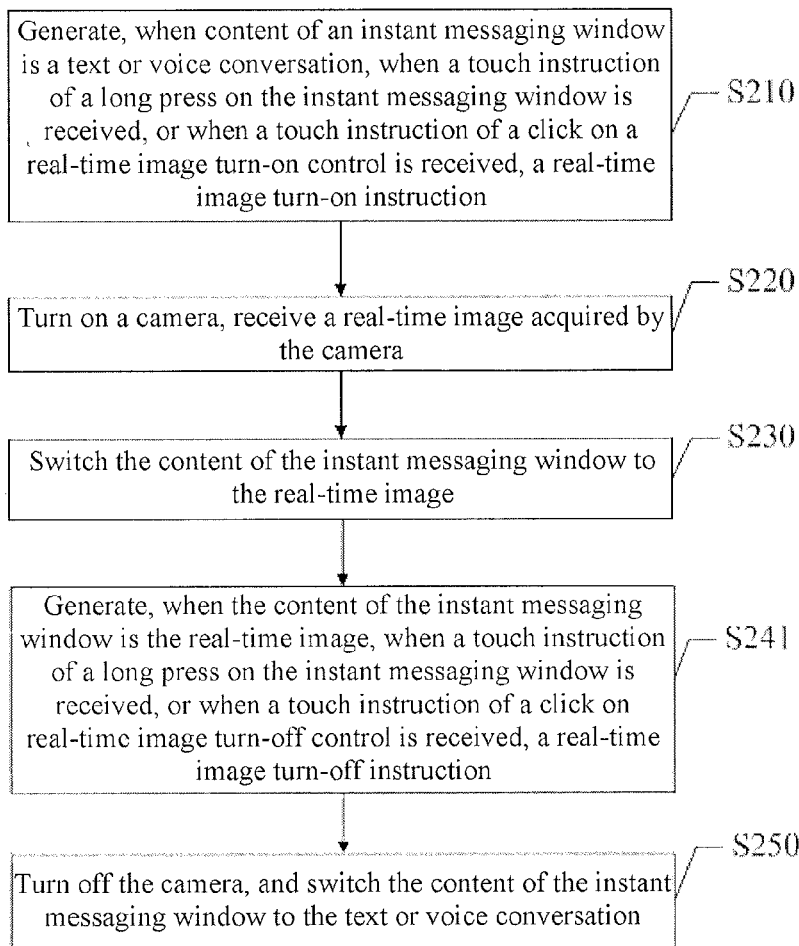 Generate, when content of an instant messaging window
is a text or voice conversation, when a touch instruction
of a long press on the instant messaging window is
received, or when a touch instruction of a click on a
real-time image turn-on control is received, a real-time
image turn-on instruction
S210
Turn on a camera, receive a real-time image acquired by
the camera
S220
Switch the content of the instant messaging window to
the real-time image
S230
Generate, when the content of the instant messaging
window is the real-time image, when a touch instruction
of a long press on the instant messaging window is
received, or when a touch instruction of a click on
real-time image turn-off control is received, a real-time
image turn-off instruction
S241
Turn off the camera, and switch the content of the instant
messaging window to the text or voice conversation
S250